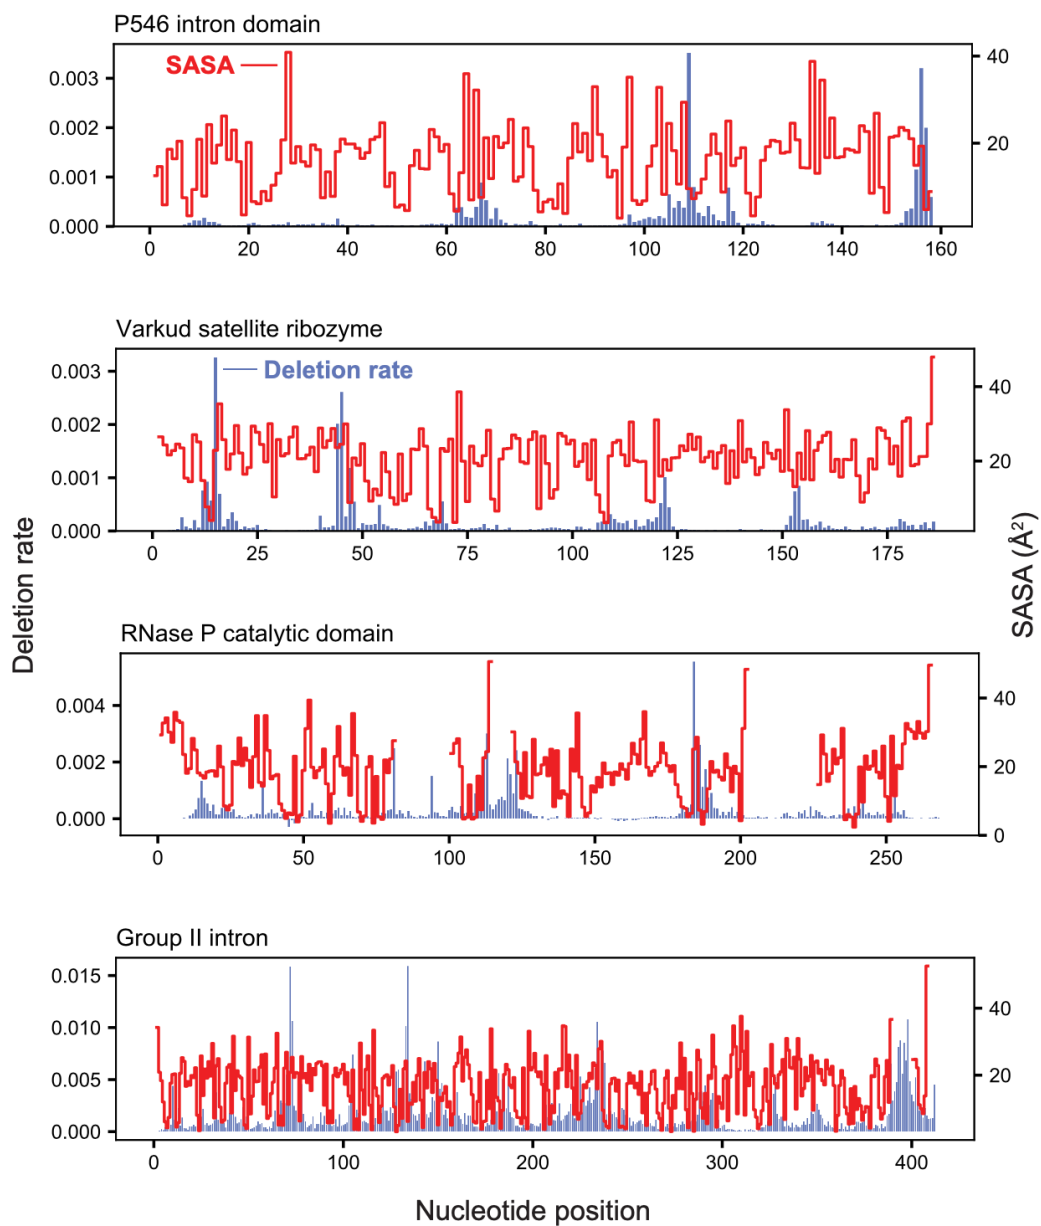 P546 intron domain
SASA
0.003
0.002
0.001
0.000
40
20
0 20 40 60 80 100 120 140 160
Varkud satellite ribozyme
Deletion rate
0.003
0.002
0.001
0.000
40
20
0 25 50 75 100 125 150 175
Deletion rate
SASA (Å²)
RNase P catalytic domain
0.004
0.002
0.000
40
20
0
0 50 100 150 200 250
Group II intron
0.015
0.010
0.005
0.000
40
20
0 100 200 300 400
Nucleotide position